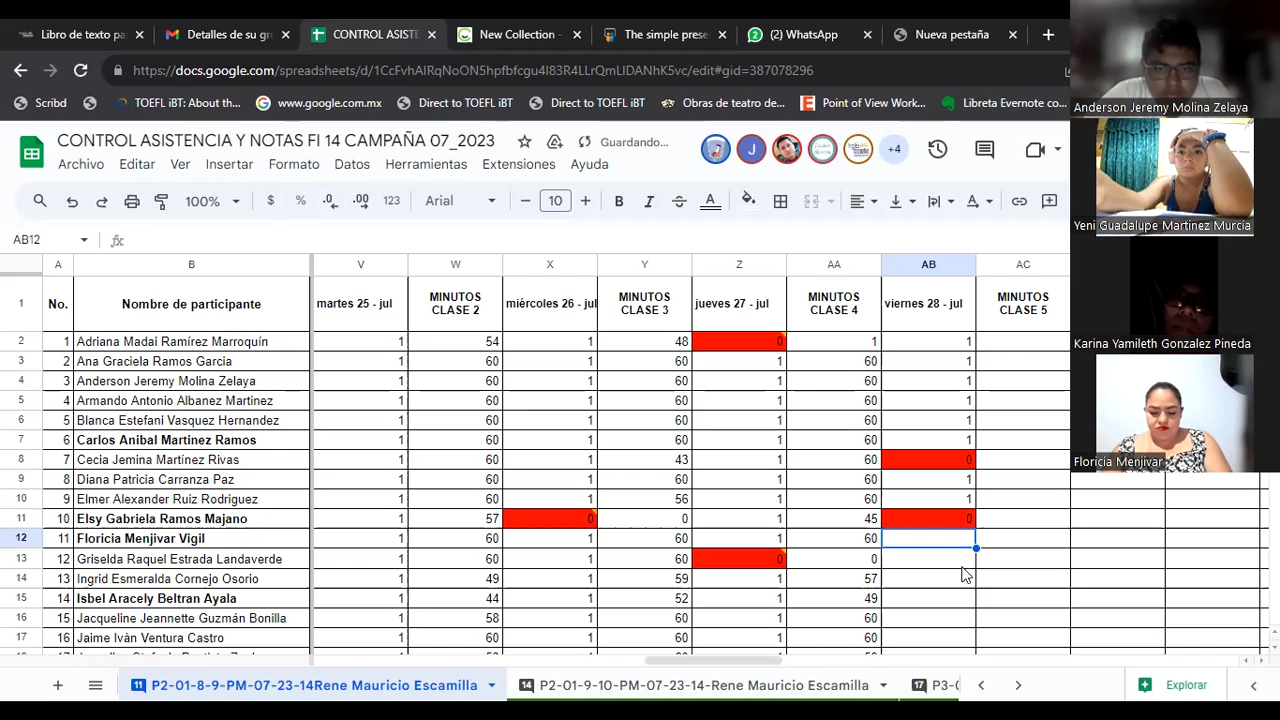 Libro de texto pa
Detalles de su gr
CONTROL ASISTE
New Collection -
The simple prese
(2) WhatsApp
Nueva pestaña
https://docs.google.com/spreadsheets/d/1CcFvhAlRqNoON5hpfbfcgu4l83R4LLrQmLlDANhK5vc/edit#gid=387078296
Scribd
TOEFL iBT: About th...
www.google.com.mx
Direct to TOEFL iBT
Direct to TOEFL iBT
Obras de teatro de...
Point of View Work...
Libreta Evernote co...
CONTROL ASISTENCIA Y NOTAS FI 14 CAMPAÑA 07_2023
Guardando...
Archivo Editar Ver Insertar Formato Datos Herramientas Extensiones Ayuda
J
+4
100% $ % .0 .00 123 Arial − 10 + B I A
AB12 fx
A B V W X Y Z AA AB AC
1 No. Nombre de participante martes 25 - jul MINUTOS CLASE 2 miércoles 26 - jul MINUTOS CLASE 3 jueves 27 - jul MINUTOS CLASE 4 viernes 28 - jul MINUTOS CLASE 5
2 1 Adriana Madai Ramírez Marroquín 1 54 1 48 0 1 1
3 2 Ana Graciela Ramos Garcia 1 60 1 60 1 60 1
4 3 Anderson Jeremy Molina Zelaya 1 60 1 60 1 60 1
5 4 Armando Antonio Albanez Martinez 1 60 1 60 1 60 1
6 5 Blanca Estefani Vasquez Hernandez 1 60 1 60 1 60 1
7 6 Carlos Anibal Martinez Ramos 1 60 1 60 1 60 1
8 7 Cecia Jemina Martínez Rivas 1 60 1 43 1 60 0
9 8 Diana Patricia Carranza Paz 1 60 1 60 1 60 1
10 9 Elmer Alexander Ruiz Rodriguez 1 60 1 56 1 60 1
11 10 Elsy Gabriela Ramos Majano 1 57 0 0 1 45 0
12 11 Floricia Menjivar Vigil 1 60 1 60 1 60
13 12 Griselda Raquel Estrada Landaverde 1 60 1 60 0 0
14 13 Ingrid Esmeralda Cornejo Osorio 1 49 1 59 1 57
15 14 Isbel Aracely Beltran Ayala 1 44 1 52 1 49
16 15 Jacqueline Jeannette Guzmán Bonilla 1 58 1 60 1 60
17 16 Jaime Ivàn Ventura Castro 1 60 1 60 1 60
11 P2-01-8-9-PM-07-23-14Rene Mauricio Escamilla
14 P2-01-9-10-PM-07-23-14-Rene Mauricio Escamilla
17 P3-0
Explorar
Anderson Jeremy Molina Zelaya
Yeni Guadalupe Martinez Murcia
Karina Yamileth Gonzalez Pineda
Floricia Menjivar